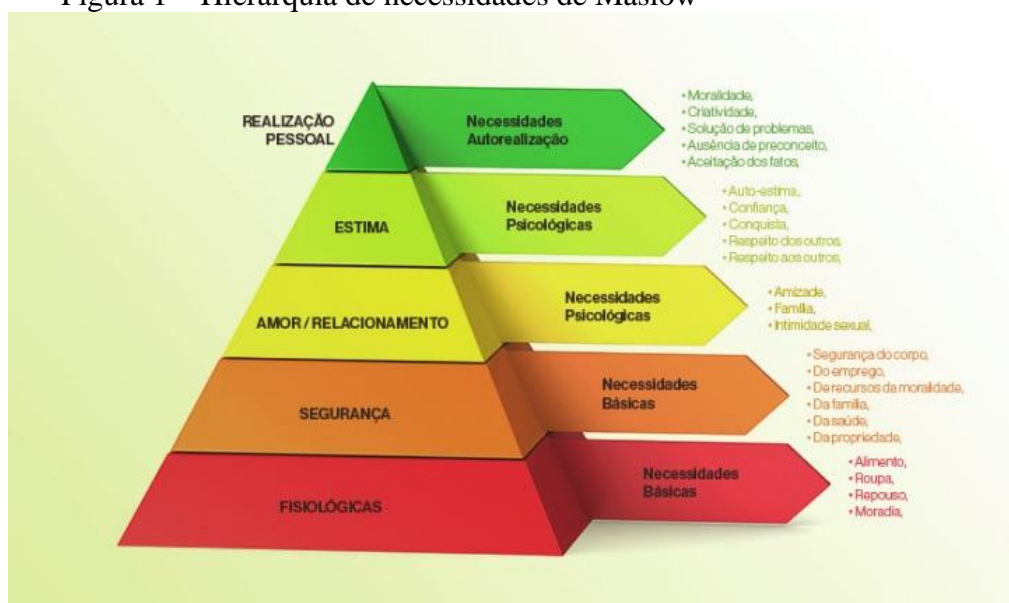 Figura 1 – Hierarquia de necessidades de Maslow
REALIZAÇÃO
PESSOAL
Necessidades
Autorealização
• Moralidade,
• Criatividade,
• Solução de problemas,
• Ausência de preconceito,
• Aceitação dos fatos,
ESTIMA
Necessidades
Psicológicas
• Auto-estima,
• Confiança,
• Conquista,
• Respeito dos outros,
• Respeito aos outros,
AMOR / RELACIONAMENTO
Necessidades
Psicológicas
• Amizade,
• Família,
• Intimidade sexual,
SEGURANÇA
Necessidades
Básicas
• Segurança do corpo,
• Do emprego,
• De recursos da moralidade,
• Da família,
• Da saúde,
• Da propriedade,
FISIOLÓGICAS
Necessidades
Básicas
• Alimento,
• Roupa,
• Repouso,
• Moradia,